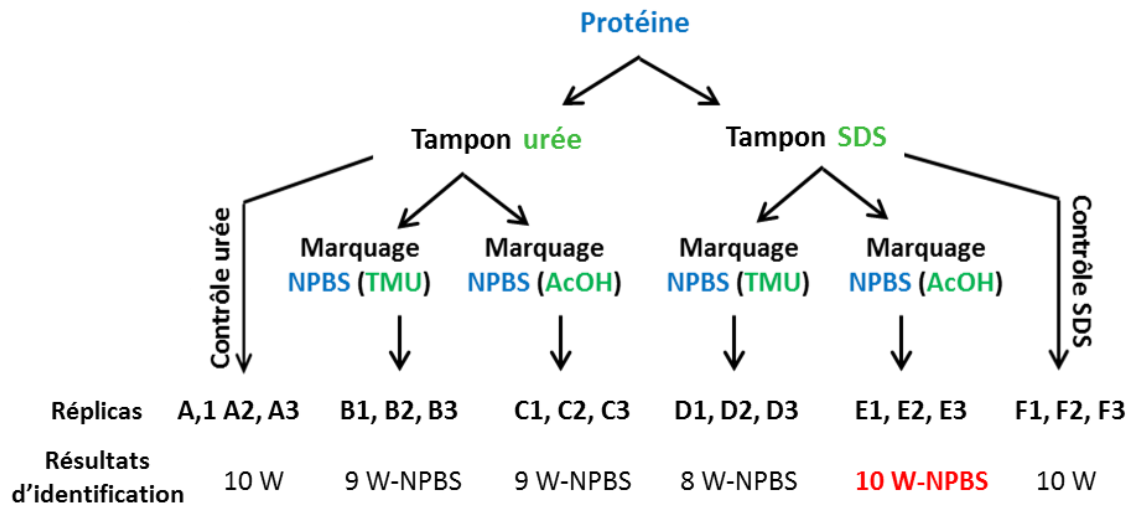 Protéine
Tampon urée
Tampon SDS
Contrôle urée
Marquage
NPBS (TMU)
Marquage
NPBS (AcOH)
Marquage
NPBS (TMU)
Marquage
NPBS (AcOH)
Contrôle SDS
Réplicas A,1 A2, A3 B1, B2, B3 C1, C2, C3 D1, D2, D3 E1, E2, E3 F1, F2, F3
Résultats
d'identification 10 W 9 W-NPBS 9 W-NPBS 8 W-NPBS 10 W-NPBS 10 W